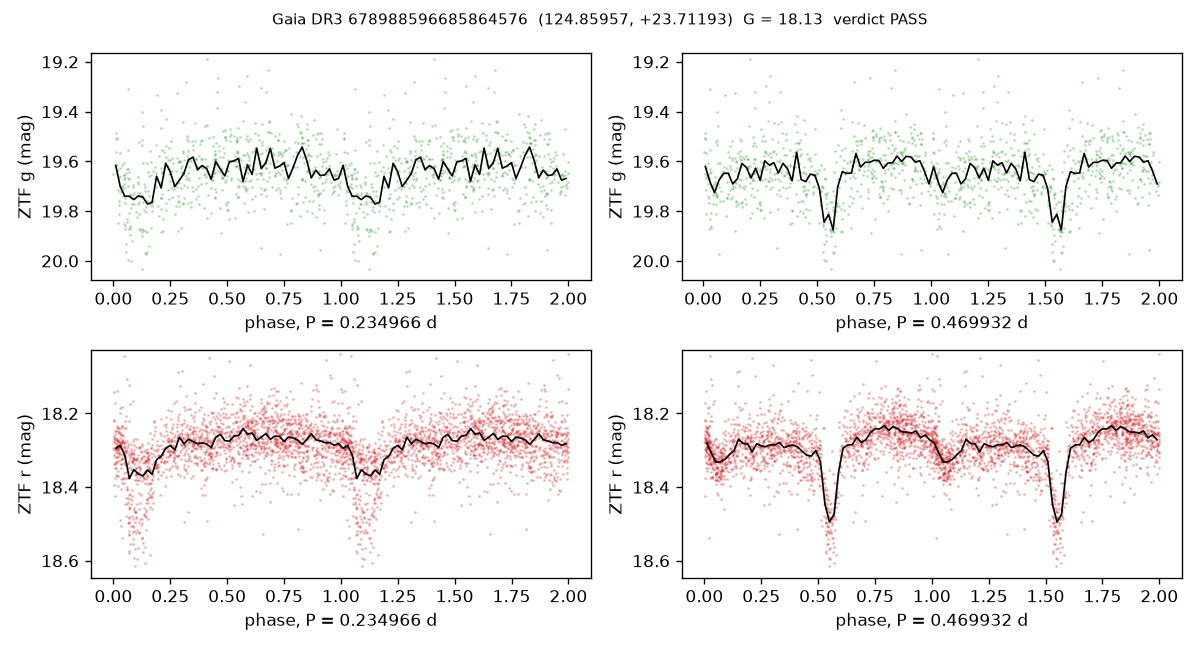 Gaia DR3 678988596685864576 (124.85957, +23.71193) G = 18.13 verdict PASS
ZTF g (mag)
19.2
19.4
19.6
19.8
20.0
0.00 0.25 0.50 0.75 1.00 1.25 1.50 1.75 2.00
phase, P = 0.234966 d
ZTF g (mag)
19.2
19.4
19.6
19.8
20.0
0.00 0.25 0.50 0.75 1.00 1.25 1.50 1.75 2.00
phase, P = 0.469932 d
ZTF r (mag)
18.2
18.4
18.6
0.00 0.25 0.50 0.75 1.00 1.25 1.50 1.75 2.00
phase, P = 0.234966 d
ZTF r (mag)
18.2
18.4
18.6
0.00 0.25 0.50 0.75 1.00 1.25 1.50 1.75 2.00
phase, P = 0.469932 d